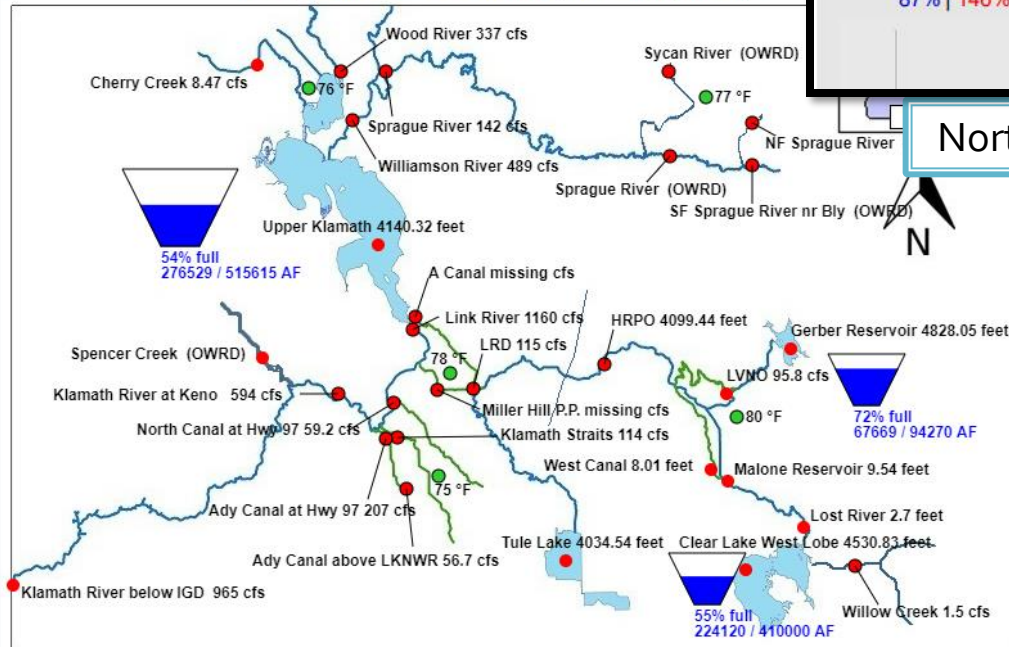 87% | 146%
Wood River 337 cfs
Sycan River (OWRD)
Cherry Creek 8.47 cfs
76 °F
77 °F
Sprague River 142 cfs
NF Sprague River
Nort
Williamson River 489 cfs
Sprague River (OWRD)
SF Sprague River nr Bly (OWRD)
Upper Klamath 4140.32 feet
N
54% full
276529 / 515615 AF
A Canal missing cfs
Link River 1160 cfs
HRPO 4099.44 feet
Gerber Reservoir 4828.05 feet
Spencer Creek (OWRD)
78 °F
LRD 115 cfs
LVNO 95.8 cfs
Klamath River at Keno 594 cfs
Miller Hill P.P. missing cfs
80 °F
72% full
67669 / 94270 AF
North Canal at Hwy 97 59.2 cfs
Klamath Straits 114 cfs
West Canal 8.01 feet
Malone Reservoir 9.54 feet
75 °F
Ady Canal at Hwy 97 207 cfs
Lost River 2.7 feet
Ady Canal above LKNWR 56.7 cfs
Tule Lake 4034.54 feet
Clear Lake West Lobe 4530.83 feet
Klamath River below IGD 965 cfs
55% full
224120 / 410000 AF
Willow Creek 1.5 cfs